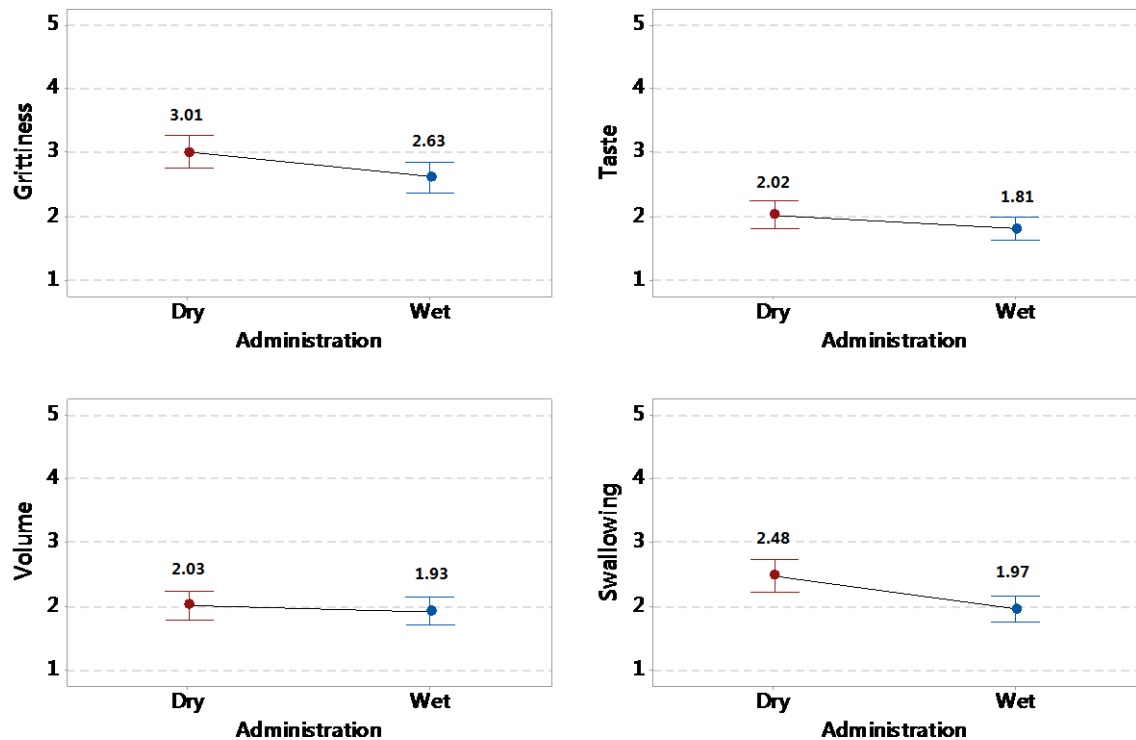 Grittiness
5
4
3
2
1
3.01
2.63
Dry
Wet
Administration
Taste
5
4
3
2
1
2.02
1.81
Dry
Wet
Administration
Volume
5
4
3
2
1
2.03
1.93
Dry
Wet
Administration
Swallowing
5
4
3
2
1
2.48
1.97
Dry
Wet
Administration